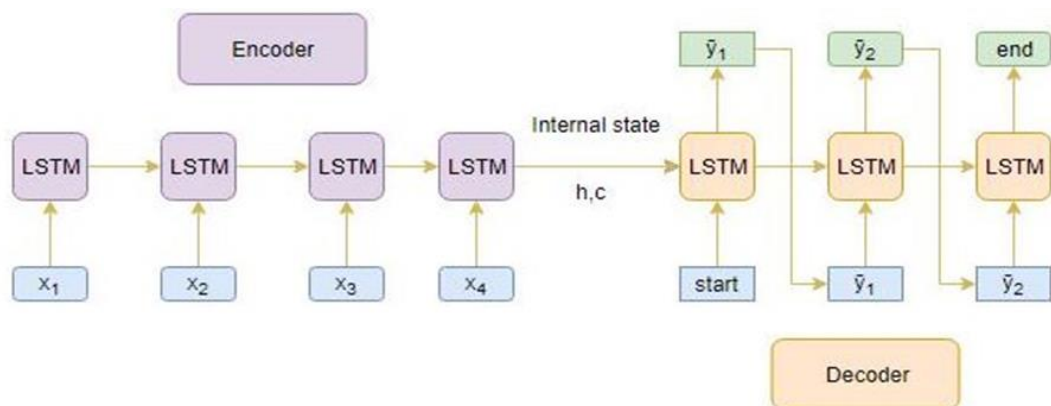 Encoder
ȳ₁ ȳ₂ end
Internal state
LSTM LSTM LSTM LSTM LSTM LSTM LSTM
h,c
x₁ x₂ x₃ x₄ start ȳ₁ ȳ₂
Decoder